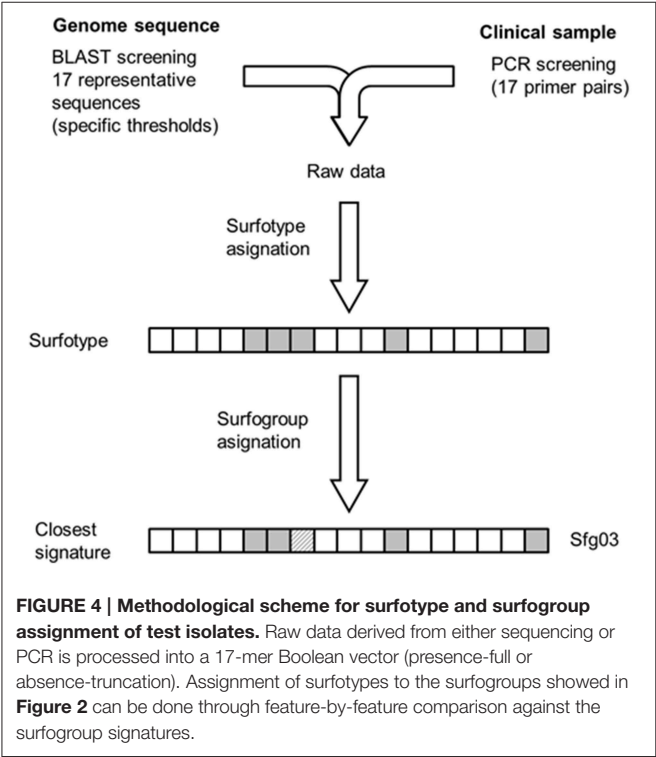 Genome sequence
BLAST screening
17 representative
sequences
(specific thresholds)
Clinical sample
PCR screening
(17 primer pairs)
Raw data
Surfotype
asignation
Surfotype
Surfogroup
asignation
Closest
signature
Sfg03
FIGURE 4 | Methodological scheme for surfotype and surfogroup
assignment of test isolates. Raw data derived from either sequencing or
PCR is processed into a 17-mer Boolean vector (presence-full or
absence-truncation). Assignment of surfotypes to the surfogroups showed in
Figure 2 can be done through feature-by-feature comparison against the
surfogroup signatures.